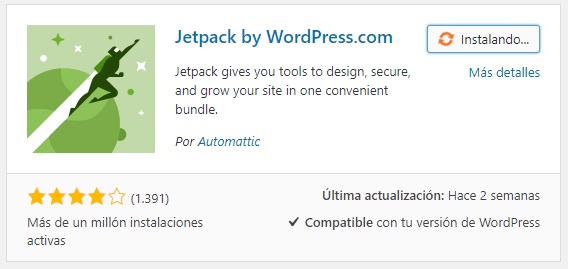 Jetpack by WordPress.com
Instalando...
Más detalles
Jetpack gives you tools to design, secure,
and grow your site in one convenient
bundle.
Por Automattic
(1.391)
Más de un millón instalaciones
activas
Última actualización: Hace 2 semanas
Compatible con tu versión de WordPress